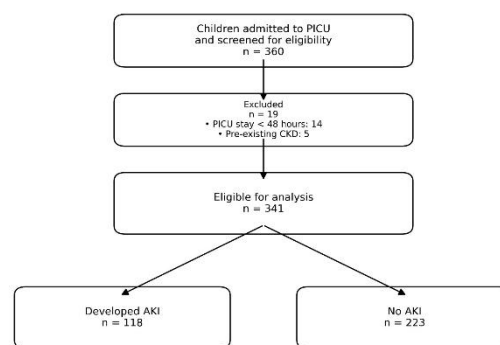 Children admitted to PICU
and screened for eligibility
n = 360
Excluded
n = 19
• PICU stay < 48 hours: 14
• Pre-existing CKD: 5
Eligible for analysis
n = 341
Developed AKI
n = 118
No AKI
n = 223